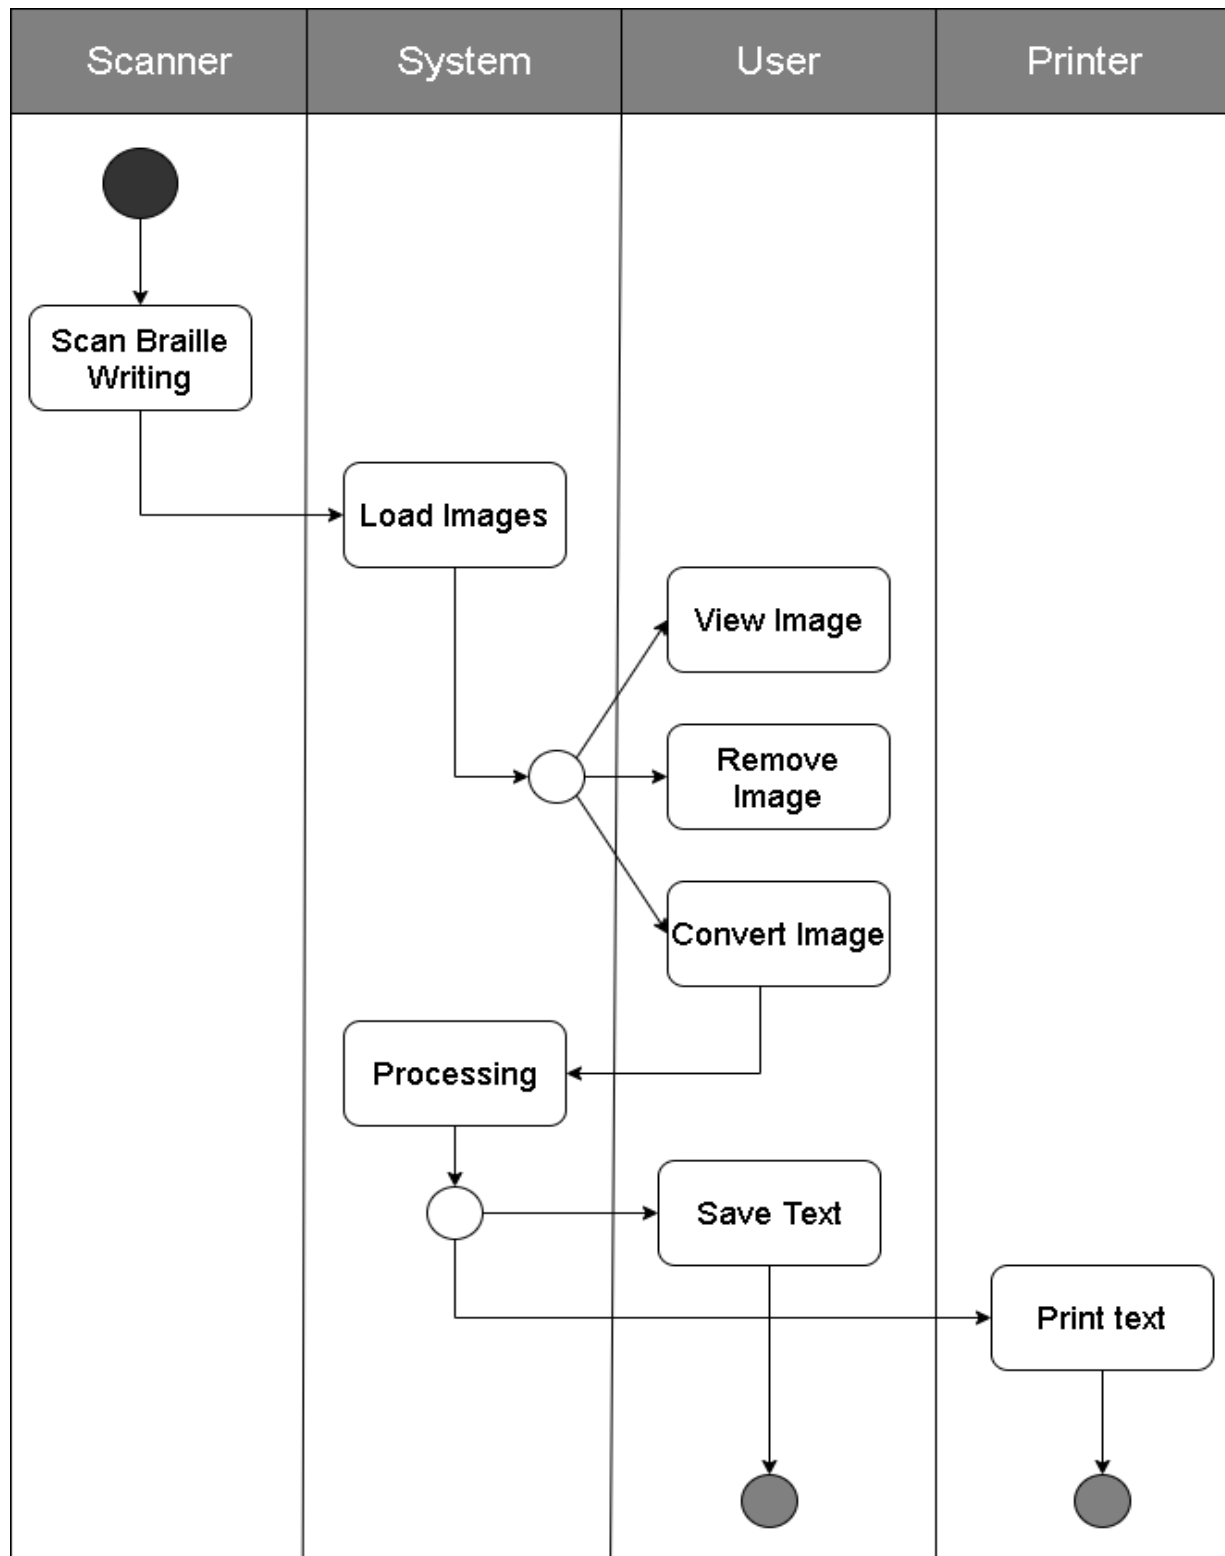 Scanner
System
User
Printer
Scan Braille
Writing
Load Images
View Image
Remove
Image
Convert Image
Processing
Save Text
Print text